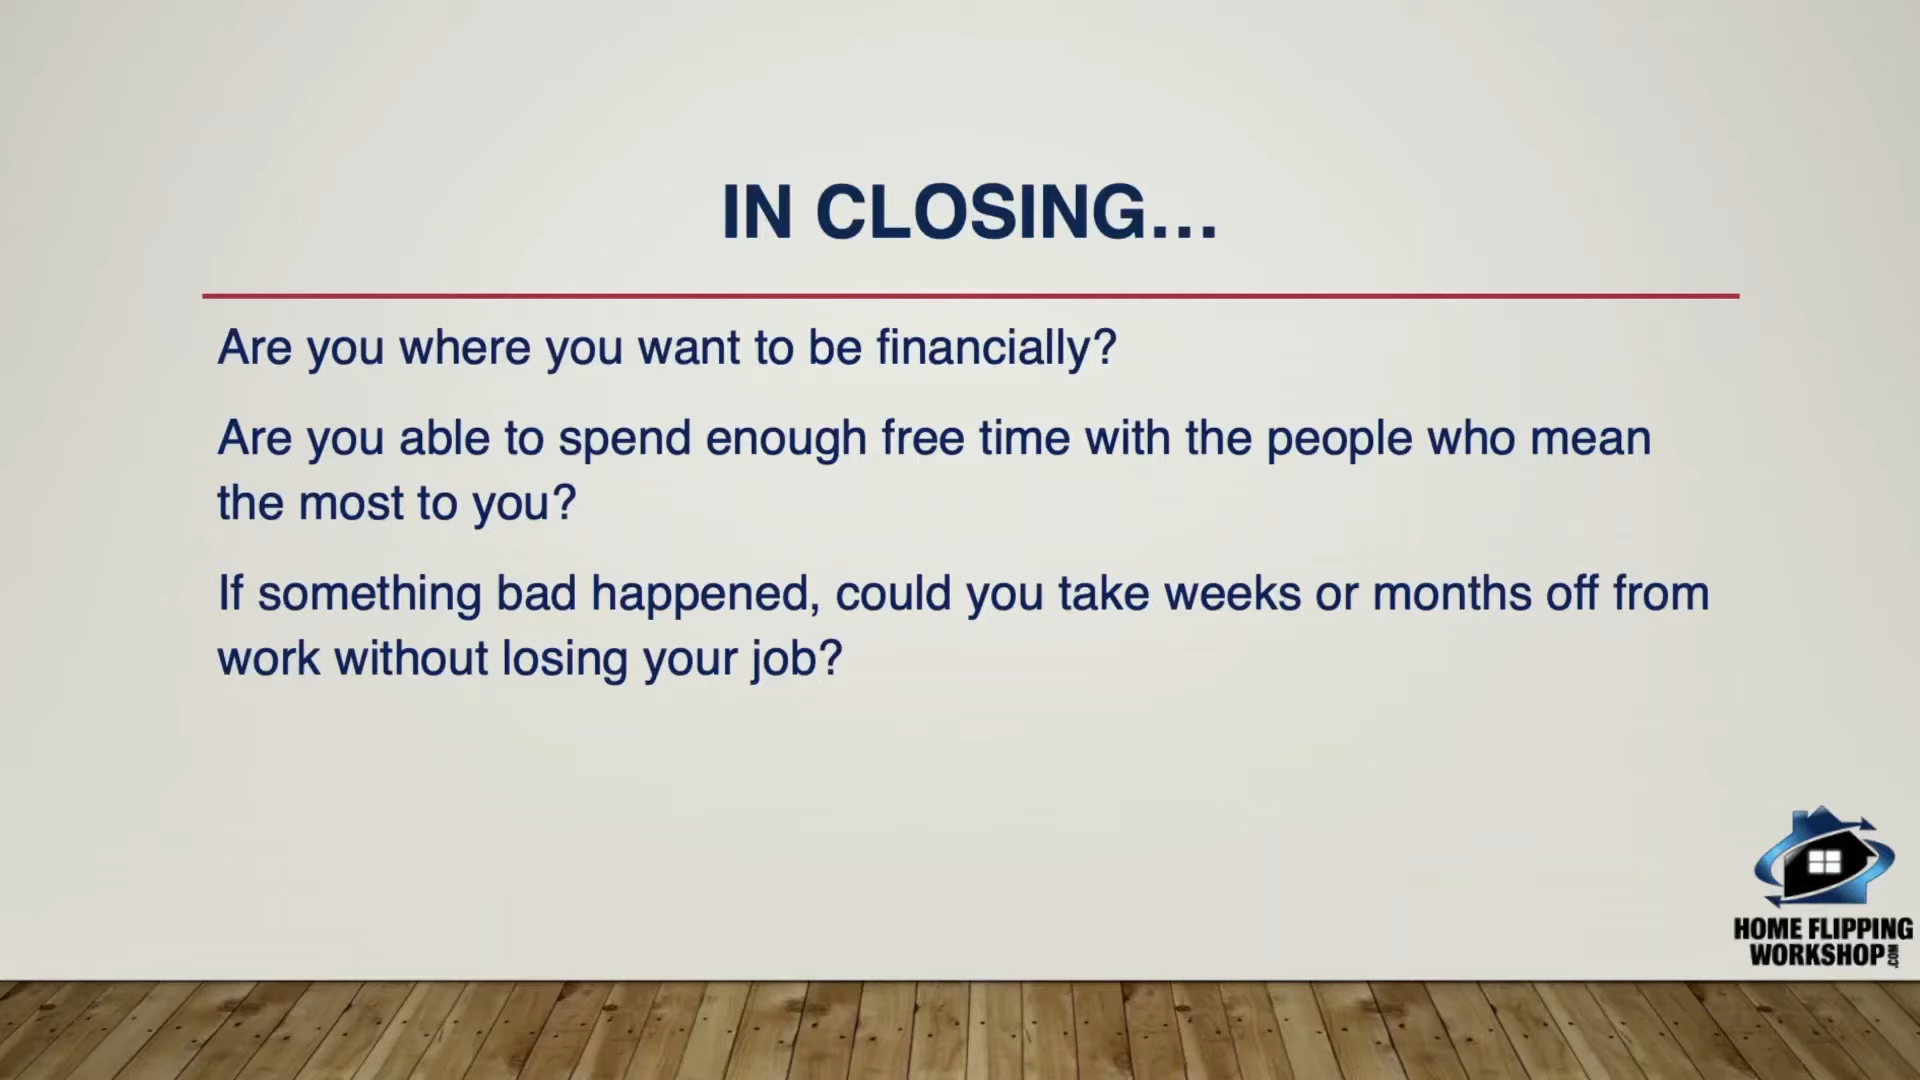 IN CLOSING...
Are you where you want to be financially?
Are you able to spend enough free time with the people who mean
the most to you?
If something bad happened, could you take weeks or months off from
work without losing your job?
HOME FLIPPING
WORKSHOP.COM